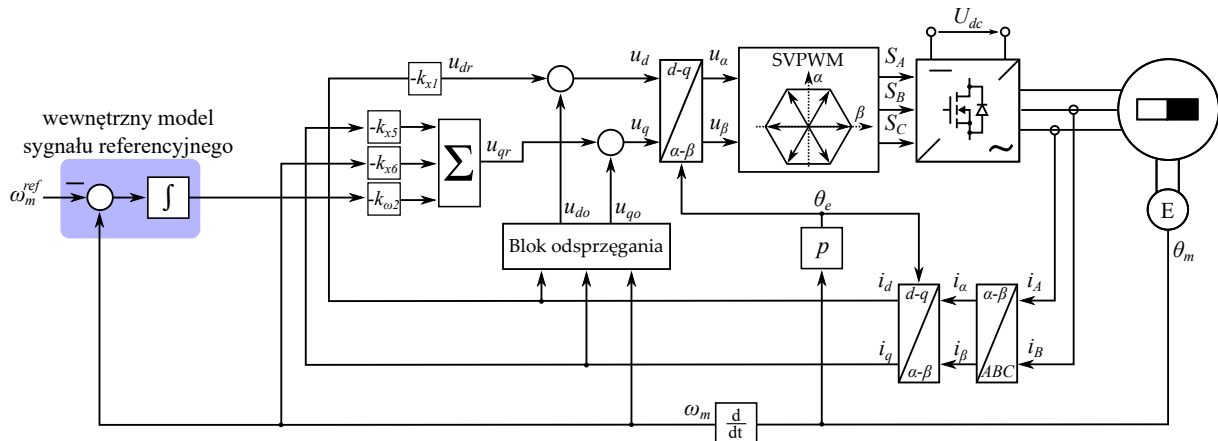 U_dc
-k_x1
u_dr
u_d
d-q
α-β
u_α
u_β
SVPWM
α
β
S_A
S_B
S_C
wewnętrzny model
sygnału referencyjnego
ω_m^ref
−
∫
-k_x5
-k_x6
-k_ω2
Σ
u_qr
u_q
u_do
u_qo
Blok odsprzęgania
θ_e
p
E
θ_m
i_d
i_q
d-q
α-β
i_α
i_β
α-β
ABC
i_A
i_B
ω_m
d
dt